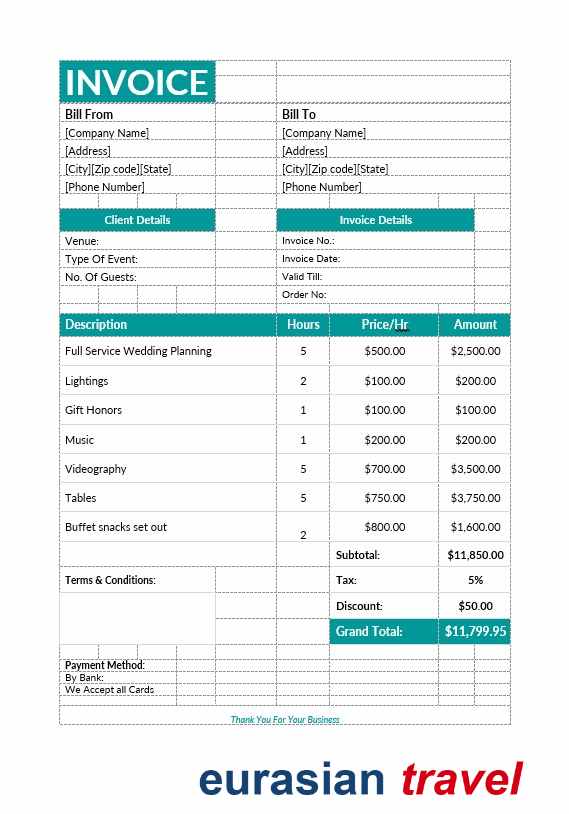 INVOICE
Bill From Bill To
[Company Name] [Company Name]
[Address] [Address]
[City][Zip code][State] [City][Zip code][State]
[Phone Number] [Phone Number]
Client Details Invoice Details
Venue: Invoice No.:
Type Of Event: Invoice Date:
No. Of Guests: Valid Till:
Order No:
Description Hours Price/Hr Amount
Full Service Wedding Planning 5 $500.00 $2,500.00
Lightings 2 $100.00 $200.00
Gift Honors 1 $100.00 $100.00
Music 1 $200.00 $200.00
Videography 5 $700.00 $3,500.00
Tables 5 $750.00 $3,750.00
Buffet snacks set out 2 $800.00 $1,600.00
Subtotal: $11,850.00
Terms & Conditions: Tax: 5%
Discount: $50.00
Grand Total: $11,799.95
Payment Method:
By Bank:
We Accept all Cards
Thank You For Your Business
eurasian travel